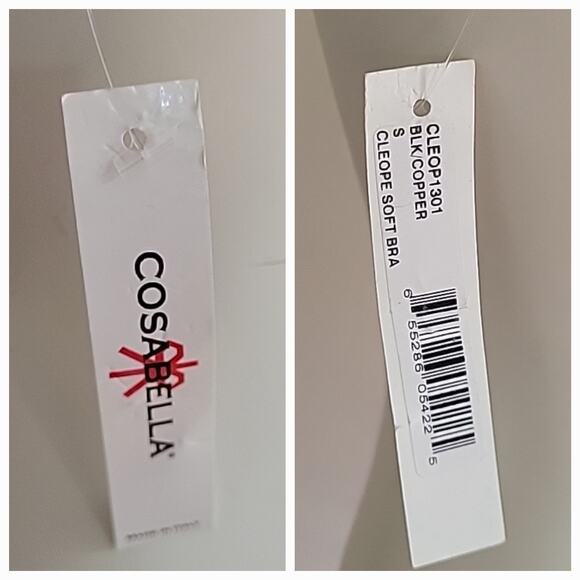 COSABELLA
CLEOP1301
BLK/COPPER
S
CLEOPE SOFT BRA
6 55286 05422 5